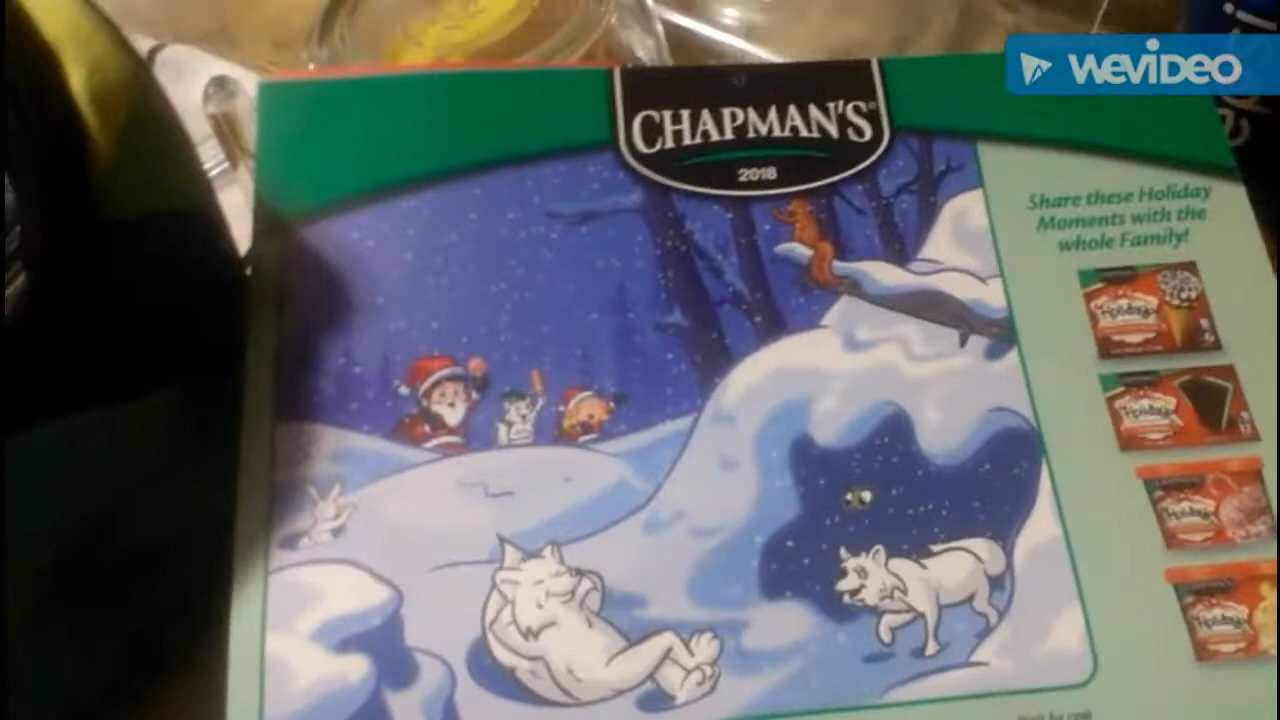 WEVIDEO
CHAPMAN'S®
2018
Share these Holiday
Moments with the
whole Family!
Holiday
Holiday
Holiday
Holiday